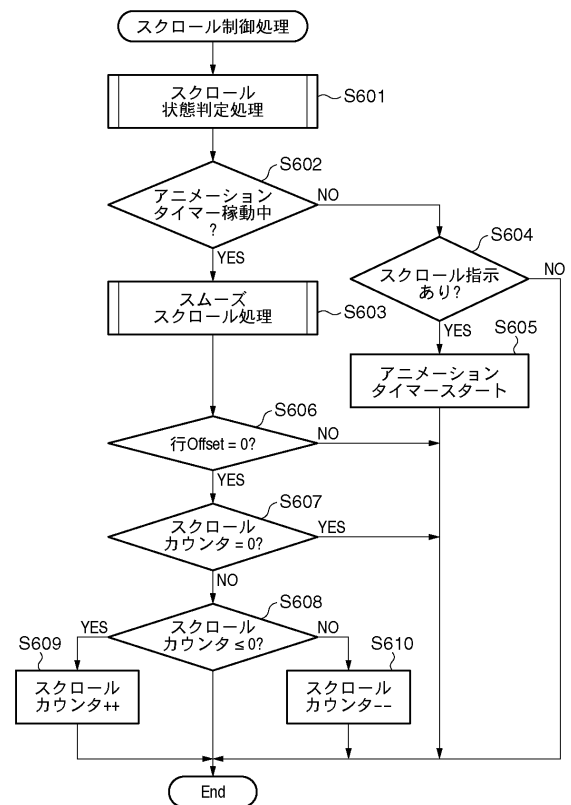 スクロール制御処理
スクロール
状態判定処理
S601
S602
アニメーション
タイマー稼動中
?
NO
YES
S604
スクロール指示
あり?
NO
YES
スムーズ
スクロール処理
S603
S605
アニメーション
タイマースタート
S606
行Offset = 0?
NO
YES
S607
スクロール
カウンタ = 0?
YES
NO
S608
スクロール
カウンタ ≤ 0?
YES
NO
S609
スクロール
カウンタ++
S610
スクロール
カウンタ--
End